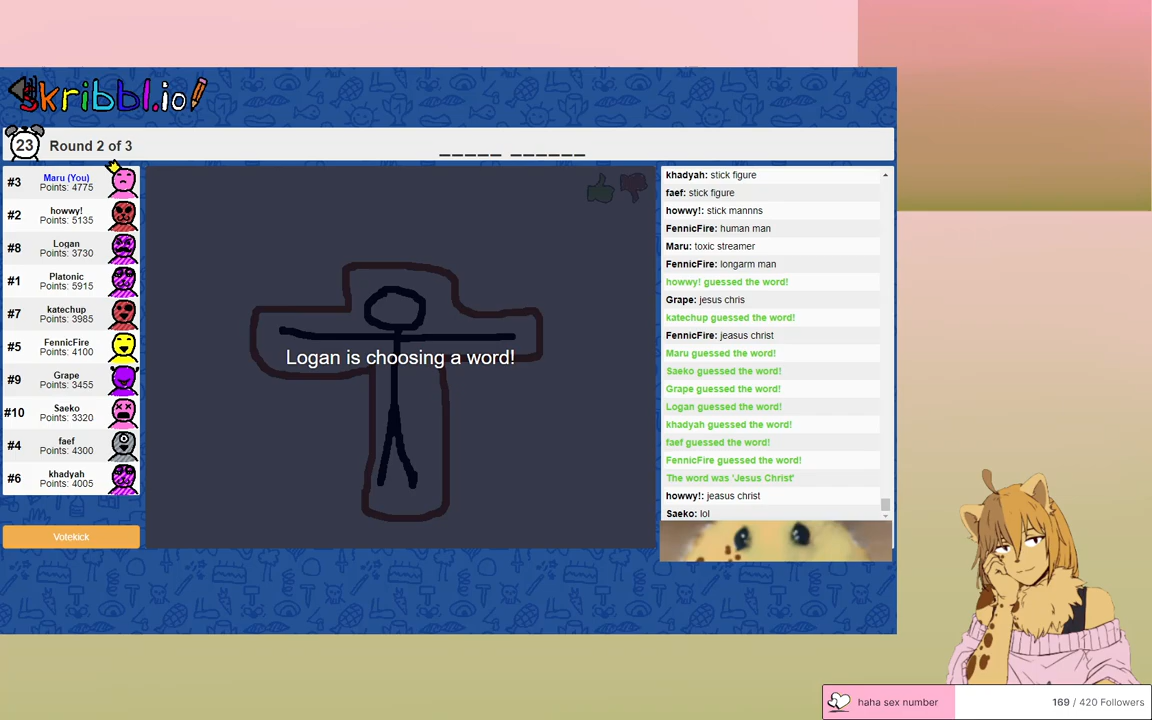 skribbl.io
23
Round 2 of 3
_____ ______
#3 Maru (You)
Points: 4775
#2 howwy!
Points: 5135
#8 Logan
Points: 3730
#1 Platonic
Points: 5915
#7 katechup
Points: 3985
#5 FennicFire
Points: 4100
#9 Grape
Points: 3455
#10 Saeko
Points: 3320
#4 faef
Points: 4300
#6 khadyah
Points: 4005
Votekick
Logan is choosing a word!
khadyah: stick figure
faef: stick figure
howwy!: stick mannns
FennicFire: human man
Maru: toxic streamer
FennicFire: longarm man
howwy! guessed the word!
Grape: jesus chris
katechup guessed the word!
FennicFire: jeasus christ
Maru guessed the word!
Saeko guessed the word!
Grape guessed the word!
Logan guessed the word!
khadyah guessed the word!
faef guessed the word!
FennicFire guessed the word!
The word was 'Jesus Christ'
howwy!: jeasus christ
Saeko: lol
haha sex number 169 / 420 Followers